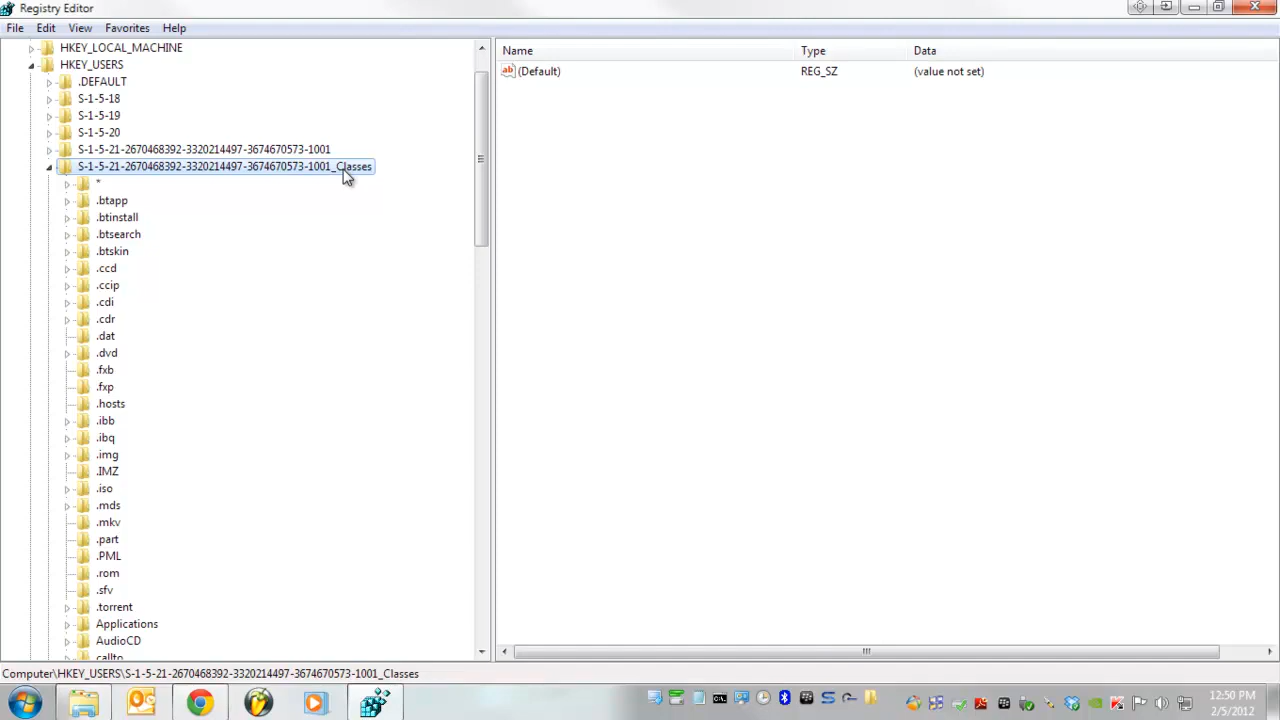 Registry Editor
File Edit View Favorites Help
HKEY_LOCAL_MACHINE
HKEY_USERS
.DEFAULT
S-1-5-18
S-1-5-19
S-1-5-20
S-1-5-21-2670468392-3320214497-3674670573-1001
S-1-5-21-2670468392-3320214497-3674670573-1001_Classes
*
.btapp
.btinstall
.btsearch
.btskin
.ccd
.ccip
.cdi
.cdr
.dat
.dvd
.fxb
.fxp
.hosts
.ibb
.ibq
.img
.IMZ
.iso
.mds
.mkv
.part
.PML
.rom
.sfv
.torrent
Applications
AudioCD
callto
Name Type Data
ab (Default) REG_SZ (value not set)
Computer\HKEY_USERS\S-1-5-21-2670468392-3320214497-3674670573-1001_Classes
12:50 PM
2/5/2012